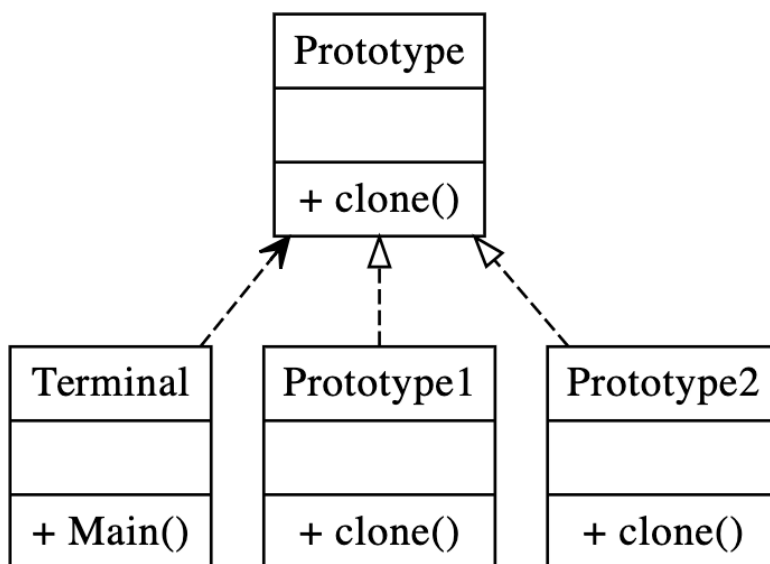 Prototype
+ clone()
Terminal
+ Main()
Prototype1
+ clone()
Prototype2
+ clone()